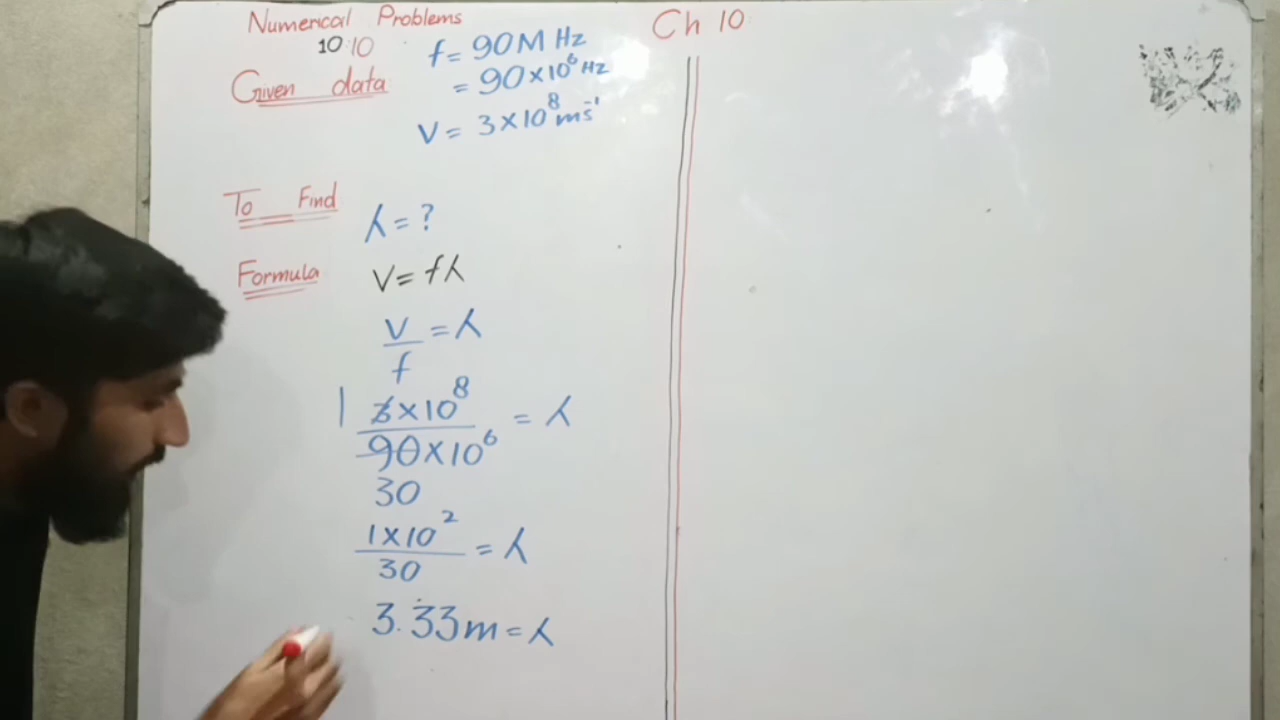 Numerical Problems
Ch 10
10.10
f = 90 M Hz
Given data
= 90 × 10⁶ Hz
V = 3 × 10⁸ ms⁻¹
To Find
λ = ?
Formula
V = fλ
V/f = λ
1 3 × 10⁸ / 90 × 10⁶ = λ
30
1 × 10² / 30 = λ
3.33 m = λ